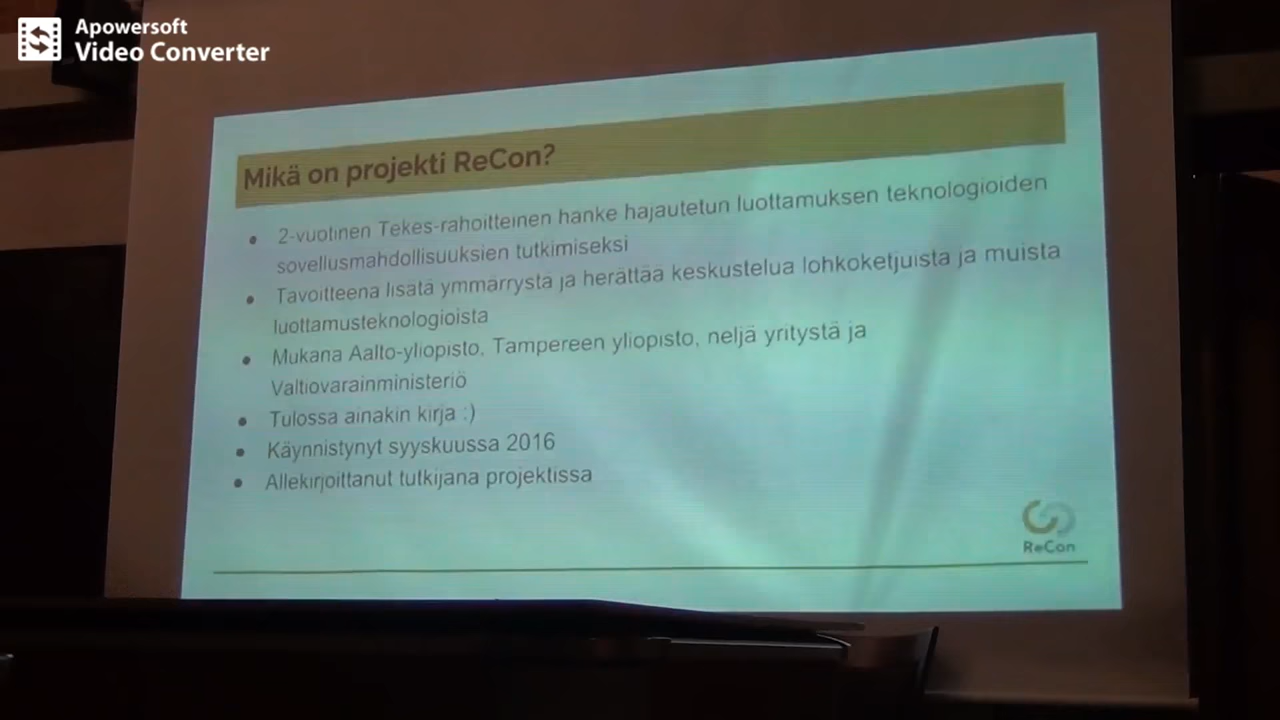 Apowersoft
Video Converter
Mikä on projekti ReCon?
• 2-vuotinen Tekes-rahoitteinen hanke hajautetun luottamuksen teknologioiden
sovellusmahdollisuuksien tutkimiseksi
• Tavoitteena lisätä ymmärrystä ja herättää keskustelua lohkoketjuista ja muista
luottamusteknologioista
• Mukana Aalto-yliopisto, Tampereen yliopisto, neljä yritystä ja
Valtiovarainministeriö
• Tulossa ainakin kirja :)
• Käynnistynyt syyskuussa 2016
• Allekirjoittanut tutkijana projektissa
ReCon